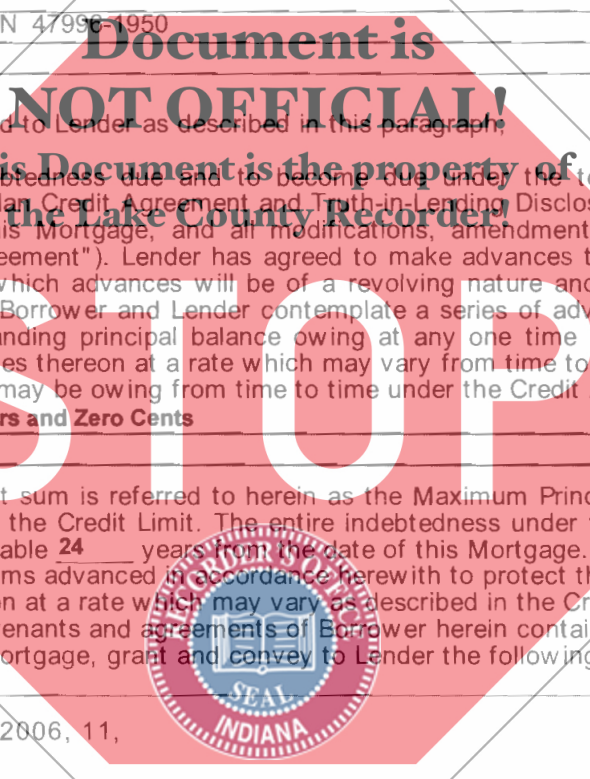 N 47996-1950
Document is
NOT OFFICIAL!
d to Lender as described in this paragraph;
is Document is the property of
btedness due and to become due under the t
the Lake County Recorder!
lan Credit Agreement and Truth-in-Lending Disclos
is Mortgage, and all modifications, amendment
eement"). Lender has agreed to make advances t
which advances will be of a revolving nature and
Borrower and Lender contemplate a series of adv
anding principal balance owing at any one time
es thereon at a rate which may vary from time to
may be owing from time to time under the Credit
rs and Zero Cents
STOP
t sum is referred to herein as the Maximum Princ
the Credit Limit. The entire indebtedness under
able 24 years from the date of this Mortgage.
ms advanced in accordance herewith to protect th
n at a rate which may vary as described in the Cr
enants and agreements of Borrower herein contai
ortgage, grant and convey to Lender the following
RECORDER'S OFFICE
SEAL
INDIANA
2006, 11,